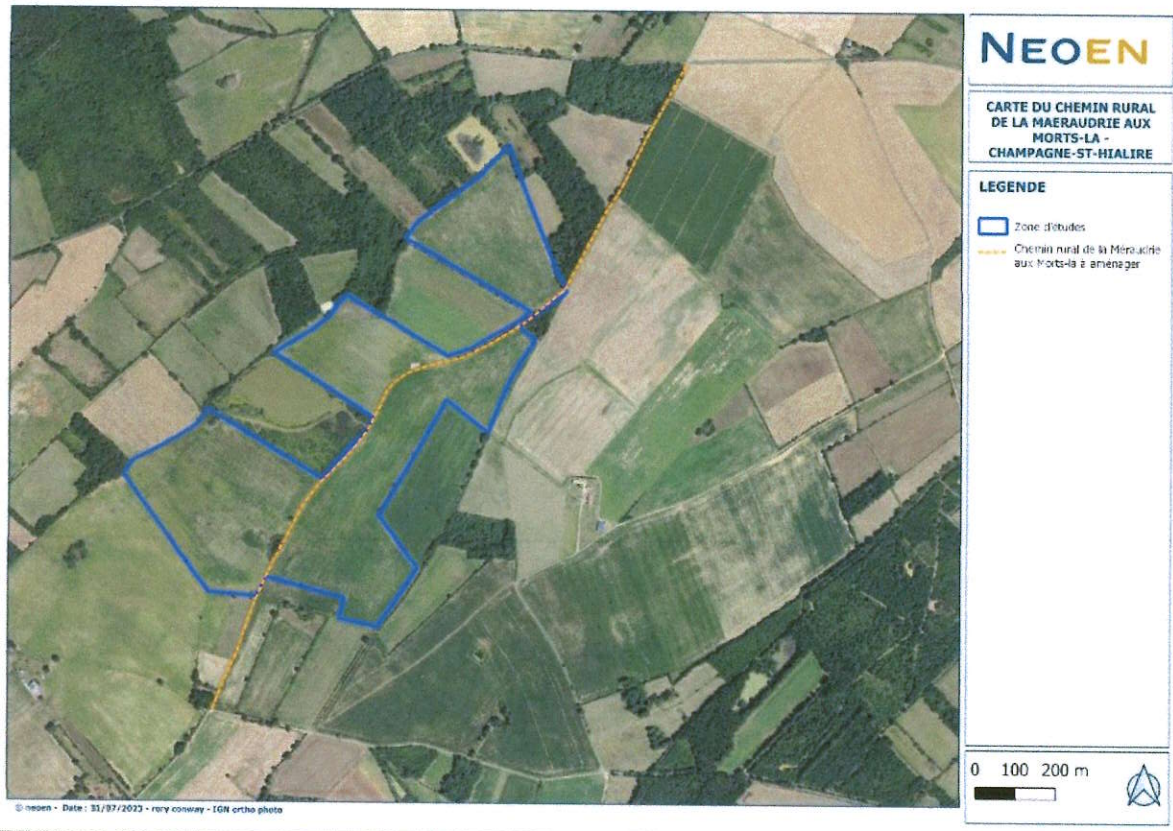 NEOEN
CARTE DU CHEMIN RURAL
DE LA MAERAUDRIE AUX
MORTS-LA -
CHAMPAGNE-ST-HIALIRE
LEGENDE
Zone d'études
Chemin rural de la Méraudrie
aux Morts-la à aménager
0 100 200 m
© neoen - Date : 31/07/2023 - rory conway - IGN ortho photo